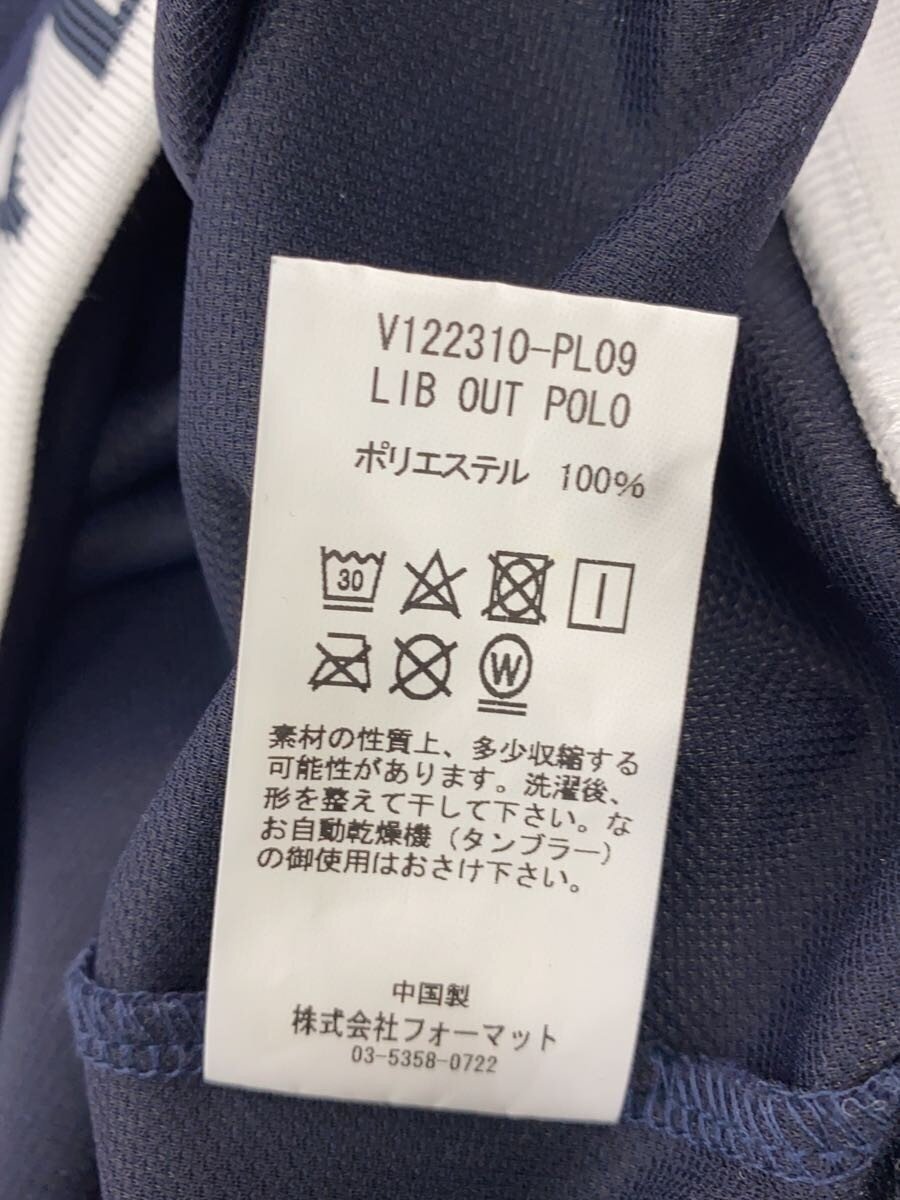 V122310-PL09
LIB OUT POLO
ポリエステル 100%
30
W
素材の性質上、多少収縮する
可能性があります。洗濯後、
形を整えて干して下さい。な
お自動乾燥機（タンブラー）
の御使用はおさけ下さい。
中国製
株式会社フォーマット
03-5358-0722